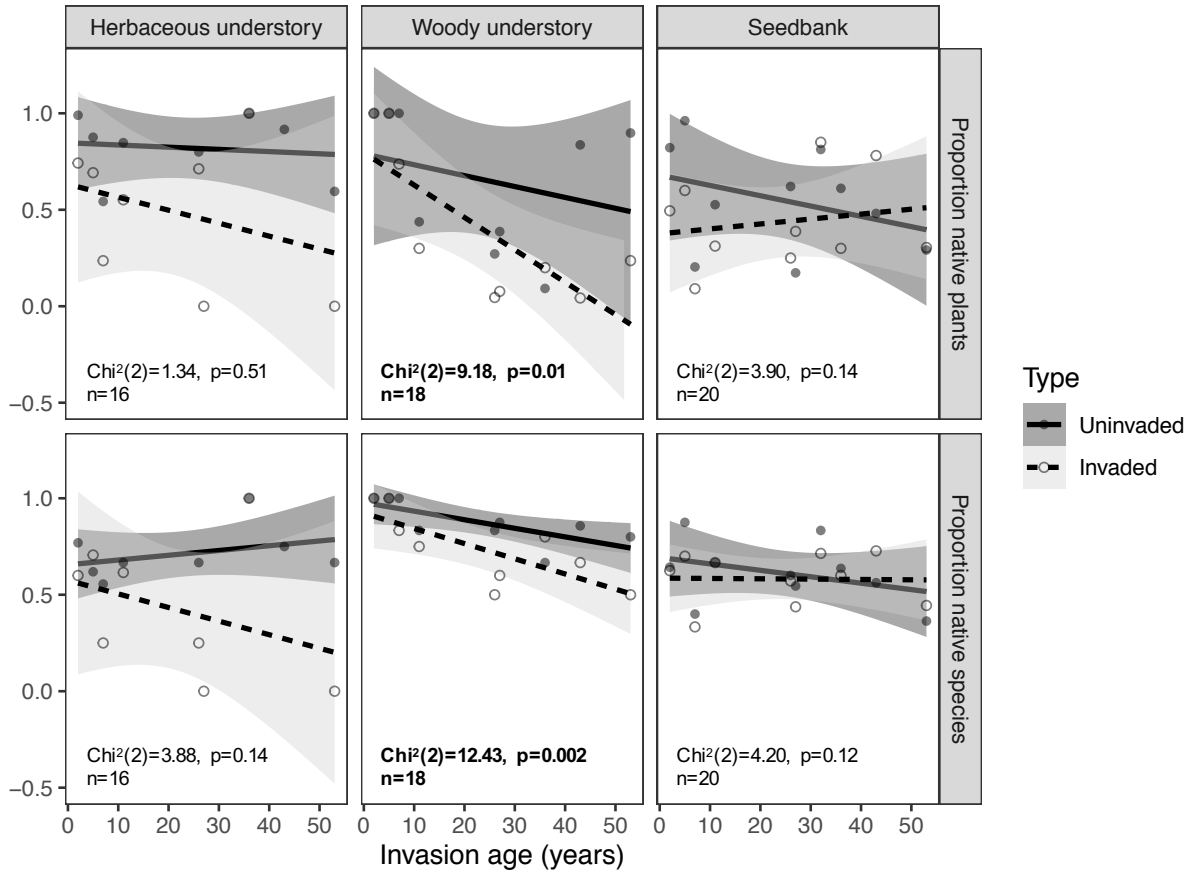 Herbaceous understory
Woody understory
Seedbank
1.0
0.5
0.0
−0.5
Chi²(2)=1.34, p=0.51
n=16
Chi²(2)=9.18, p=0.01
n=18
Chi²(2)=3.90, p=0.14
n=20
Proportion native plants
1.0
0.5
0.0
−0.5
Chi²(2)=3.88, p=0.14
n=16
Chi²(2)=12.43, p=0.002
n=18
Chi²(2)=4.20, p=0.12
n=20
Proportion native species
0 10 20 30 40 50
0 10 20 30 40 50
0 10 20 30 40 50
Invasion age (years)
Type
Uninvaded
Invaded